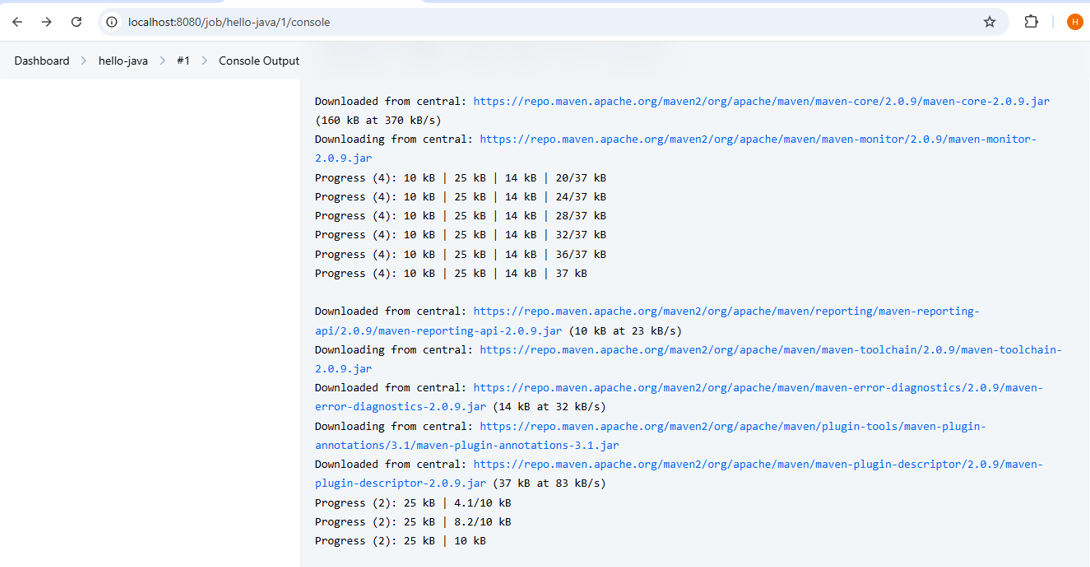 localhost:8080/job/hello-java/1/console
H
Dashboard > hello-java > #1 > Console Output
Downloaded from central: https://repo.maven.apache.org/maven2/org/apache/maven/maven-core/2.0.9/maven-core-2.0.9.jar
(160 kB at 370 kB/s)
Downloading from central: https://repo.maven.apache.org/maven2/org/apache/maven/maven-monitor/2.0.9/maven-monitor-
2.0.9.jar
Progress (4): 10 kB | 25 kB | 14 kB | 20/37 kB
Progress (4): 10 kB | 25 kB | 14 kB | 24/37 kB
Progress (4): 10 kB | 25 kB | 14 kB | 28/37 kB
Progress (4): 10 kB | 25 kB | 14 kB | 32/37 kB
Progress (4): 10 kB | 25 kB | 14 kB | 36/37 kB
Progress (4): 10 kB | 25 kB | 14 kB | 37 kB
Downloaded from central: https://repo.maven.apache.org/maven2/org/apache/maven/reporting/maven-reporting-
api/2.0.9/maven-reporting-api-2.0.9.jar (10 kB at 23 kB/s)
Downloading from central: https://repo.maven.apache.org/maven2/org/apache/maven/maven-toolchain/2.0.9/maven-toolchain-
2.0.9.jar
Downloaded from central: https://repo.maven.apache.org/maven2/org/apache/maven/maven-error-diagnostics/2.0.9/maven-
error-diagnostics-2.0.9.jar (14 kB at 32 kB/s)
Downloading from central: https://repo.maven.apache.org/maven2/org/apache/maven/plugin-tools/maven-plugin-
annotations/3.1/maven-plugin-annotations-3.1.jar
Downloaded from central: https://repo.maven.apache.org/maven2/org/apache/maven/maven-plugin-descriptor/2.0.9/maven-
plugin-descriptor-2.0.9.jar (37 kB at 83 kB/s)
Progress (2): 25 kB | 4.1/10 kB
Progress (2): 25 kB | 8.2/10 kB
Progress (2): 25 kB | 10 kB